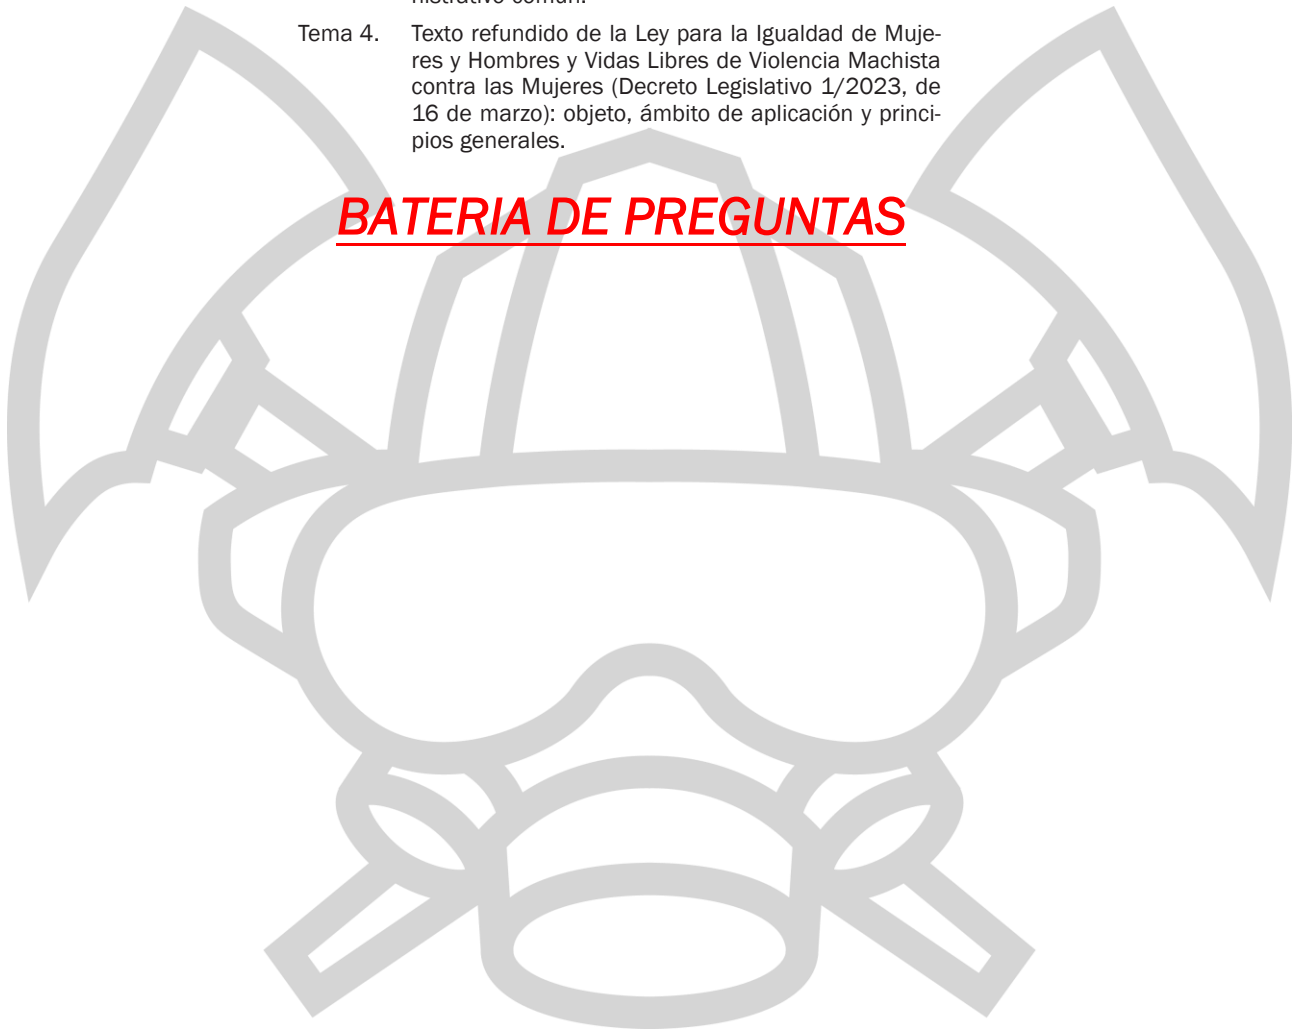 nistrativo común.
Tema 4. Texto refundido de la Ley para la Igualdad de Muje-
res y Hombres y Vidas Libres de Violencia Machista
contra las Mujeres (Decreto Legislativo 1/2023, de
16 de marzo): objeto, ámbito de aplicación y princi-
pios generales.
BATERIA DE PREGUNTAS